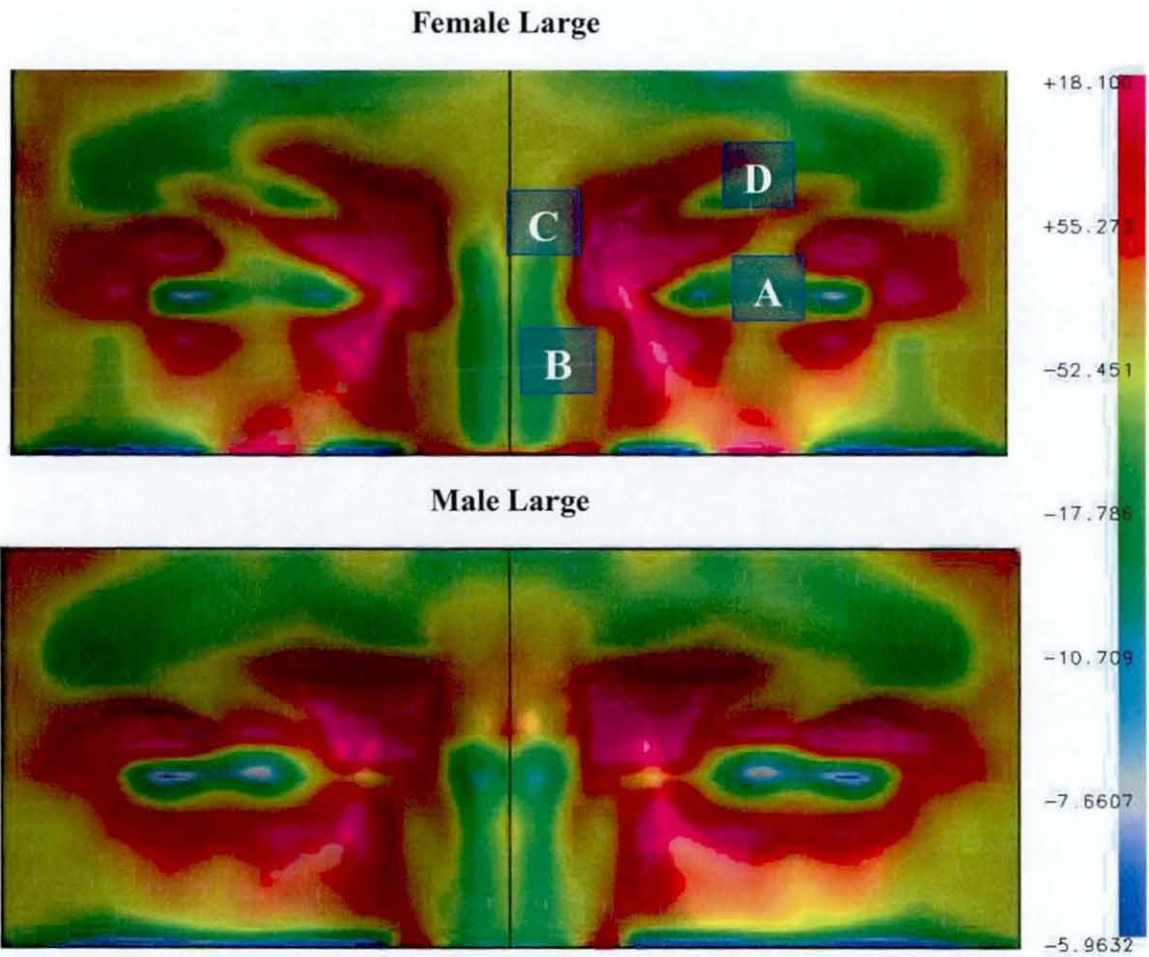 Female Large
+18.100
D
+55.273
C
A
-52.451
B
Male Large
-17.786
-10.709
-7.6607
-5.9632